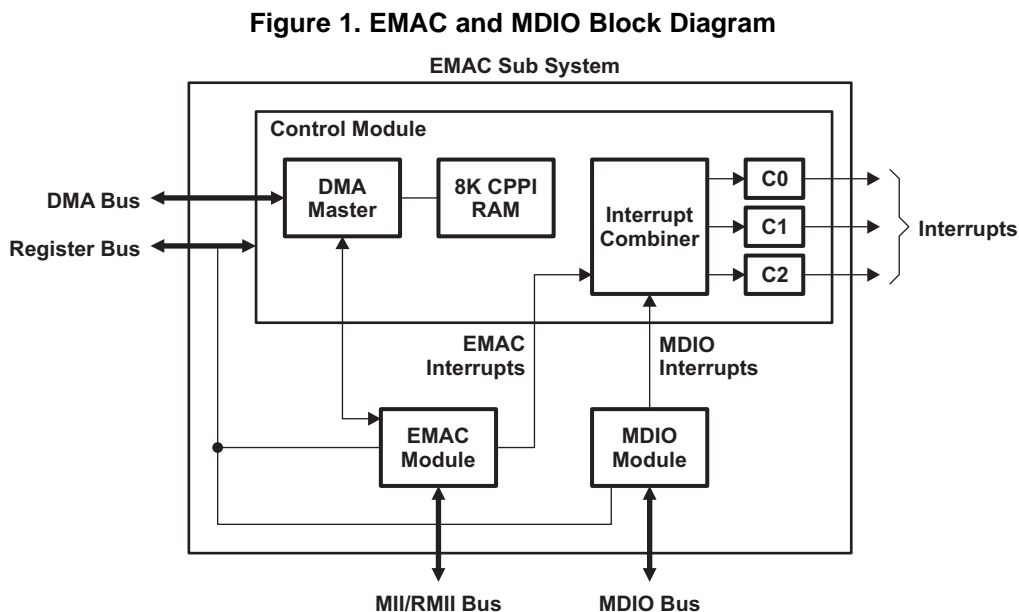 Figure 1. EMAC and MDIO Block Diagram
EMAC Sub System
Control Module
DMA
Master
8K CPPI
RAM
Interrupt
Combiner
C0
C1
C2
Interrupts
DMA Bus
Register Bus
EMAC
Interrupts
MDIO
Interrupts
EMAC
Module
MDIO
Module
MII/RMII Bus
MDIO Bus